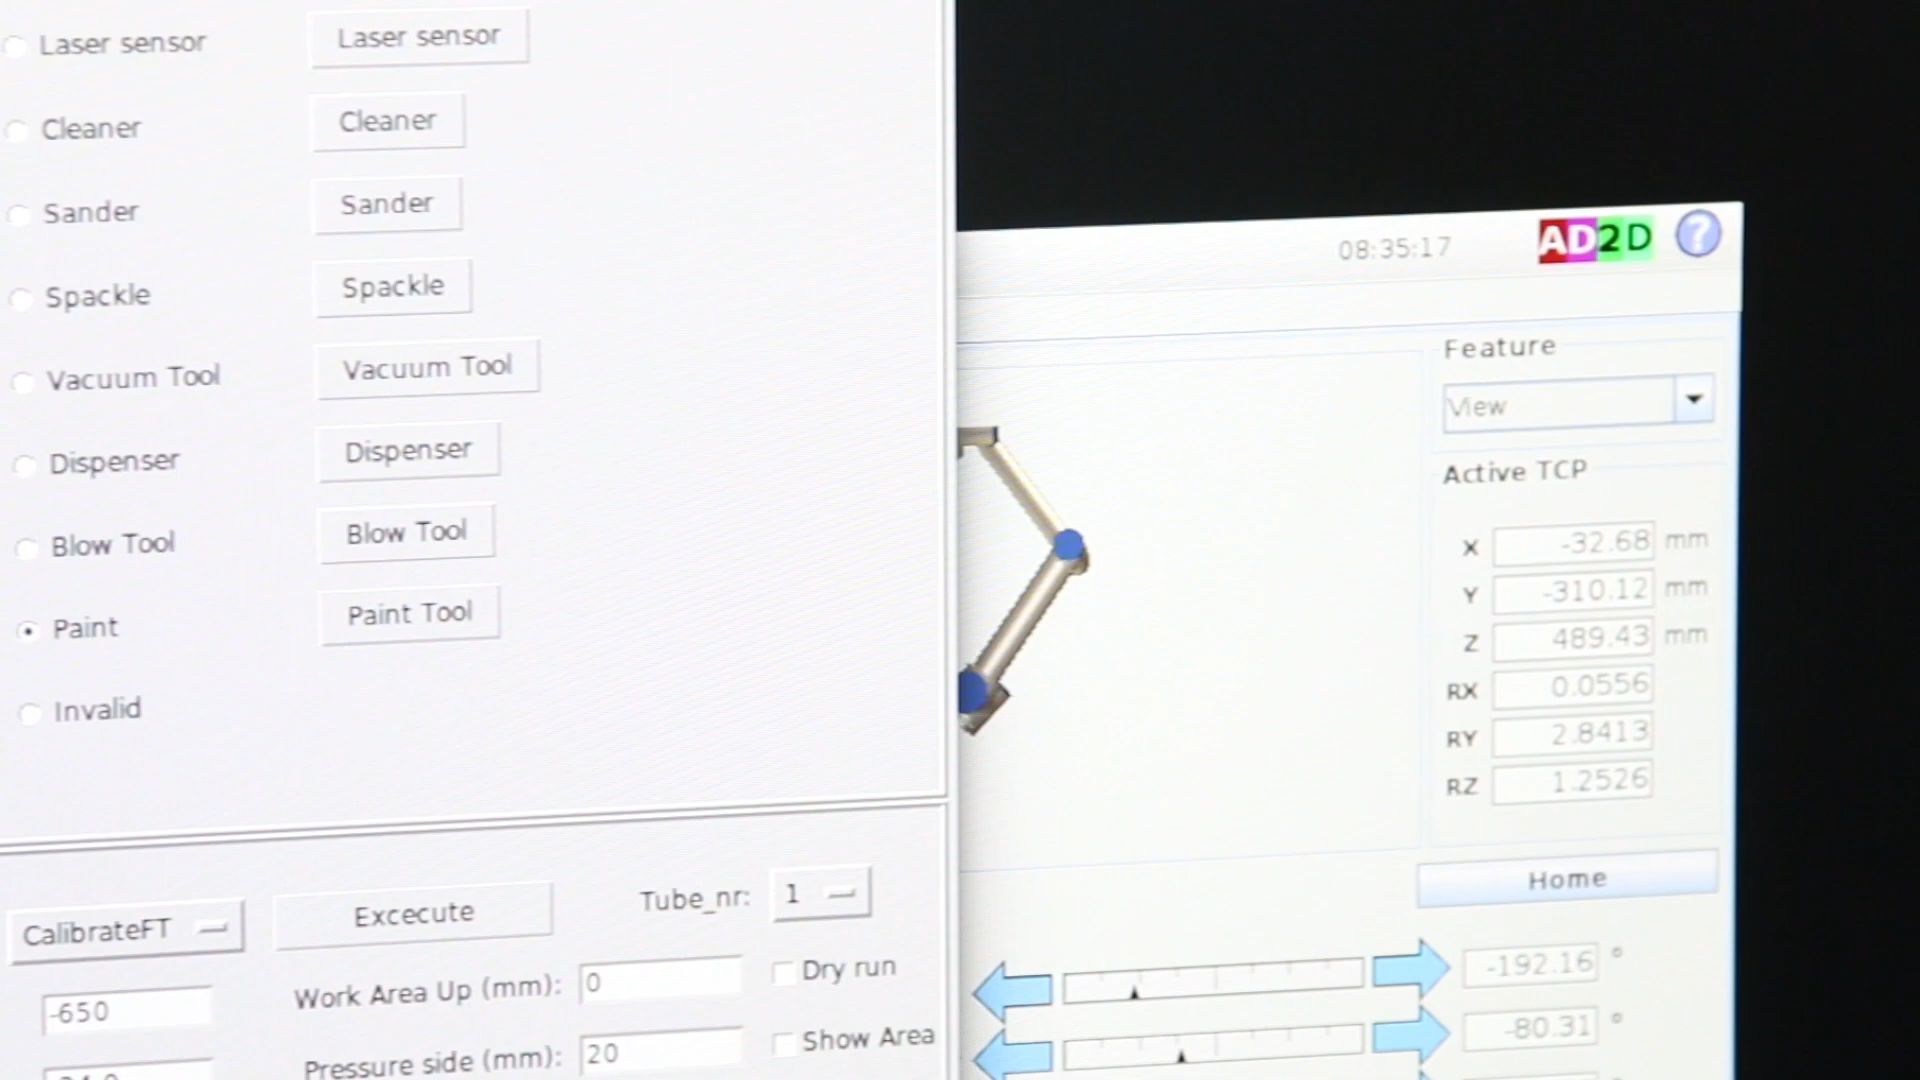 Laser sensor
Laser sensor
Cleaner
Cleaner
Sander
Sander
Spackle
Spackle
Vacuum Tool
Vacuum Tool
Dispenser
Dispenser
Blow Tool
Blow Tool
Paint
Paint Tool
Invalid
CalibrateFT
Excecute
Tube_nr:
1
-650
Work Area Up (mm):
0
Dry run
Pressure side (mm):
20
Show Area
08:35:17
AD2D
?
Feature
View
Active TCP
X -32.68 mm
Y -310.12 mm
Z 489.43 mm
RX 0.0556
RY 2.8413
RZ 1.2526
Home
-192.16 °
-80.31 °